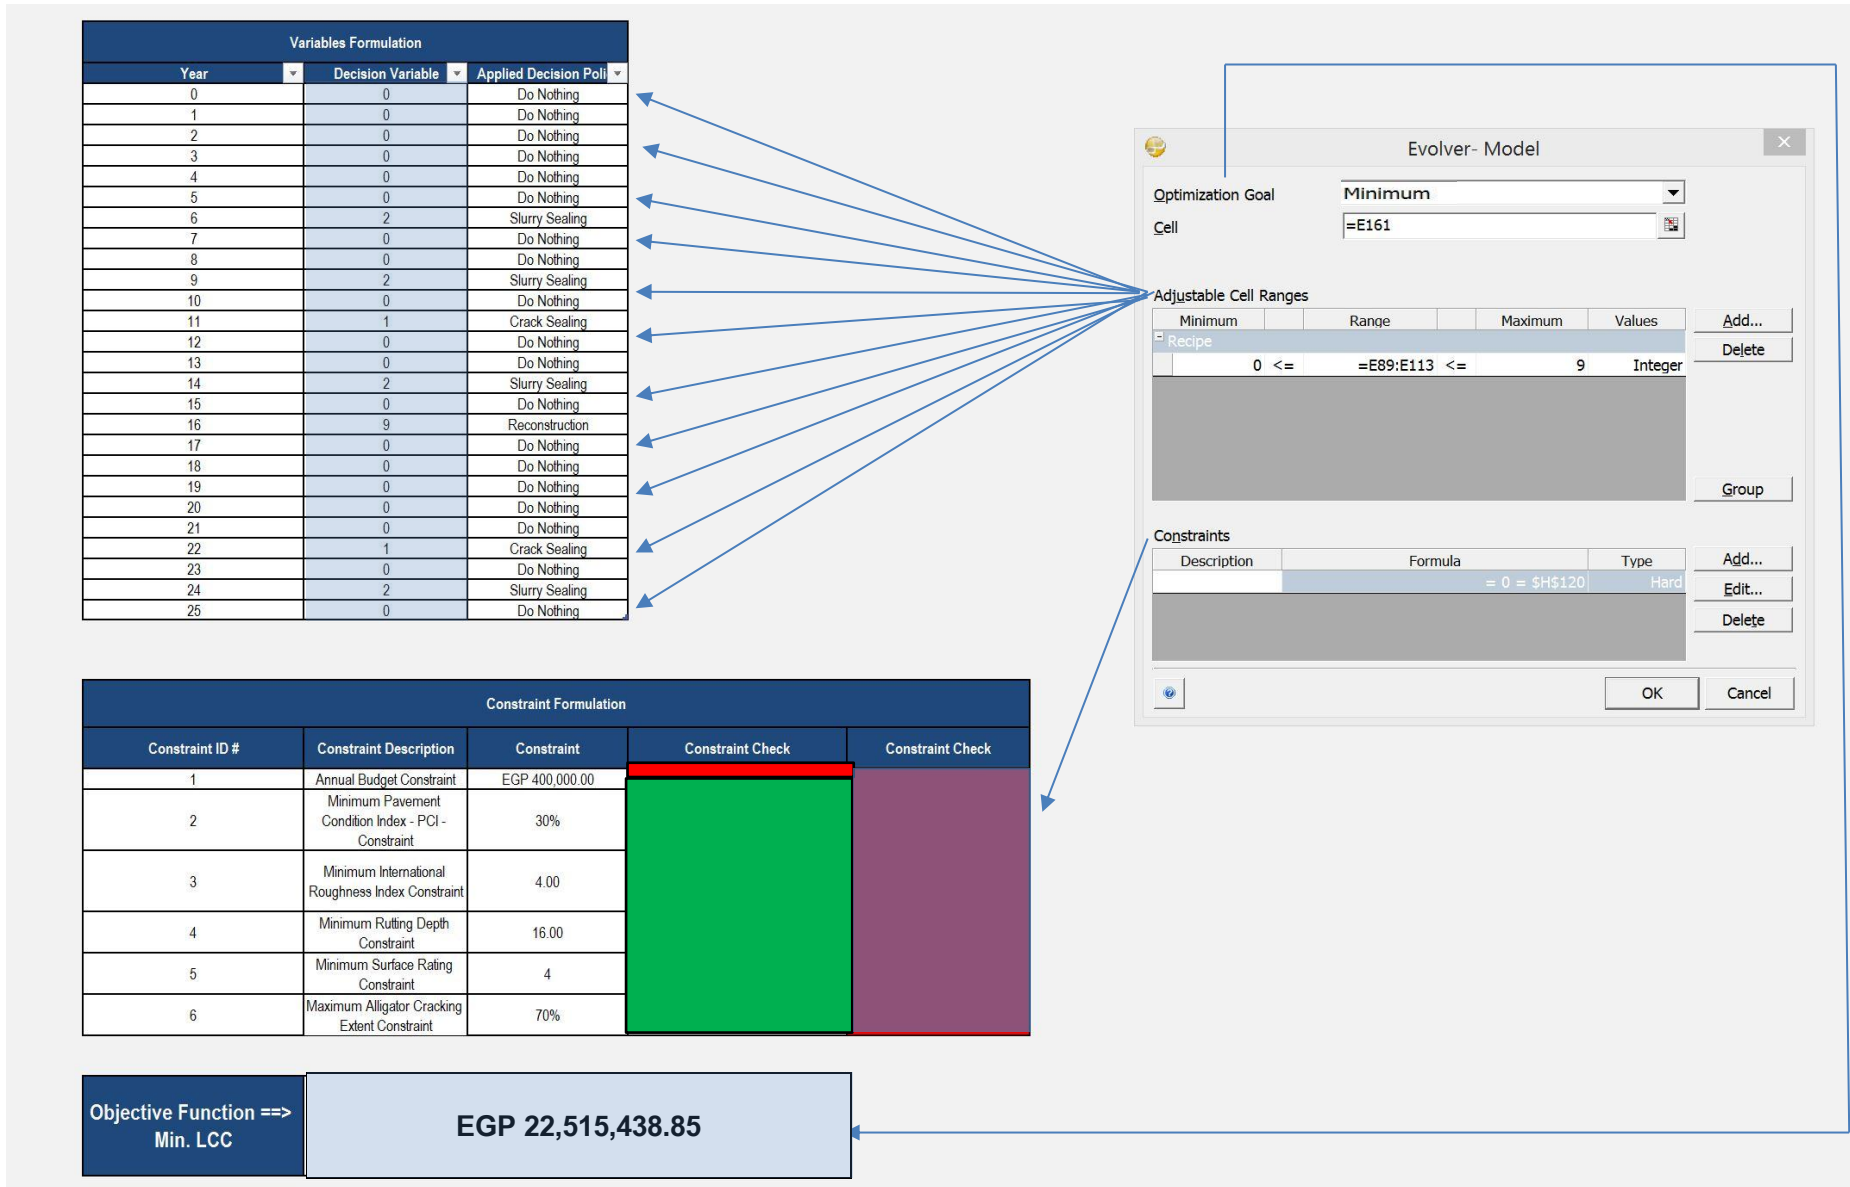 Variables Formulation
Year Decision Variable Applied Decision Poli
0 0 Do Nothing
1 0 Do Nothing
2 0 Do Nothing
3 0 Do Nothing
4 0 Do Nothing
5 0 Do Nothing
6 2 Slurry Sealing
7 0 Do Nothing
8 0 Do Nothing
9 2 Slurry Sealing
10 0 Do Nothing
11 1 Crack Sealing
12 0 Do Nothing
13 0 Do Nothing
14 2 Slurry Sealing
15 0 Do Nothing
16 9 Reconstruction
17 0 Do Nothing
18 0 Do Nothing
19 0 Do Nothing
20 0 Do Nothing
21 0 Do Nothing
22 1 Crack Sealing
23 0 Do Nothing
24 2 Slurry Sealing
25 0 Do Nothing
Evolver- Model
Optimization Goal Minimum
Cell =E161
Adjustable Cell Ranges
Minimum Range Maximum Values
Recipe
0 <= =E89:E113 <= 9 Integer
Add...
Delete
Group
Constraints
Description Formula Type
= 0 = $H$120 Hard
Add...
Edit...
Delete
OK Cancel
Constraint Formulation
Constraint ID # Constraint Description Constraint Constraint Check Constraint Check
1 Annual Budget Constraint EGP 400,000.00
2 Minimum Pavement
Condition Index - PCI -
Constraint
30%
3 Minimum International
Roughness Index Constraint
4.00
4 Minimum Rutting Depth
Constraint
16.00
5 Minimum Surface Rating
Constraint
4
6 Maximum Alligator Cracking
Extent Constraint
70%
Objective Function ==>
Min. LCC
EGP 22,515,438.85